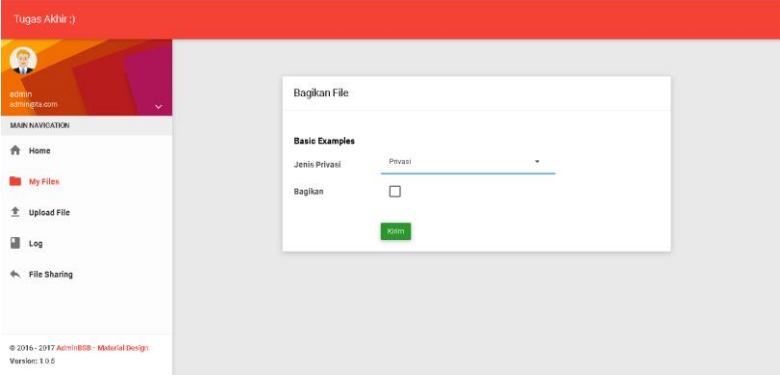 Tugas Akhir :)
admin
admin@ta.com
MAIN NAVIGATION
Home
My Files
Upload File
Log
File Sharing
© 2016 - 2017 AdminBSB - Material Design.
Version: 1.0.5
Bagikan File
Basic Examples
Jenis Privasi
Privasi
Bagikan
Kirim